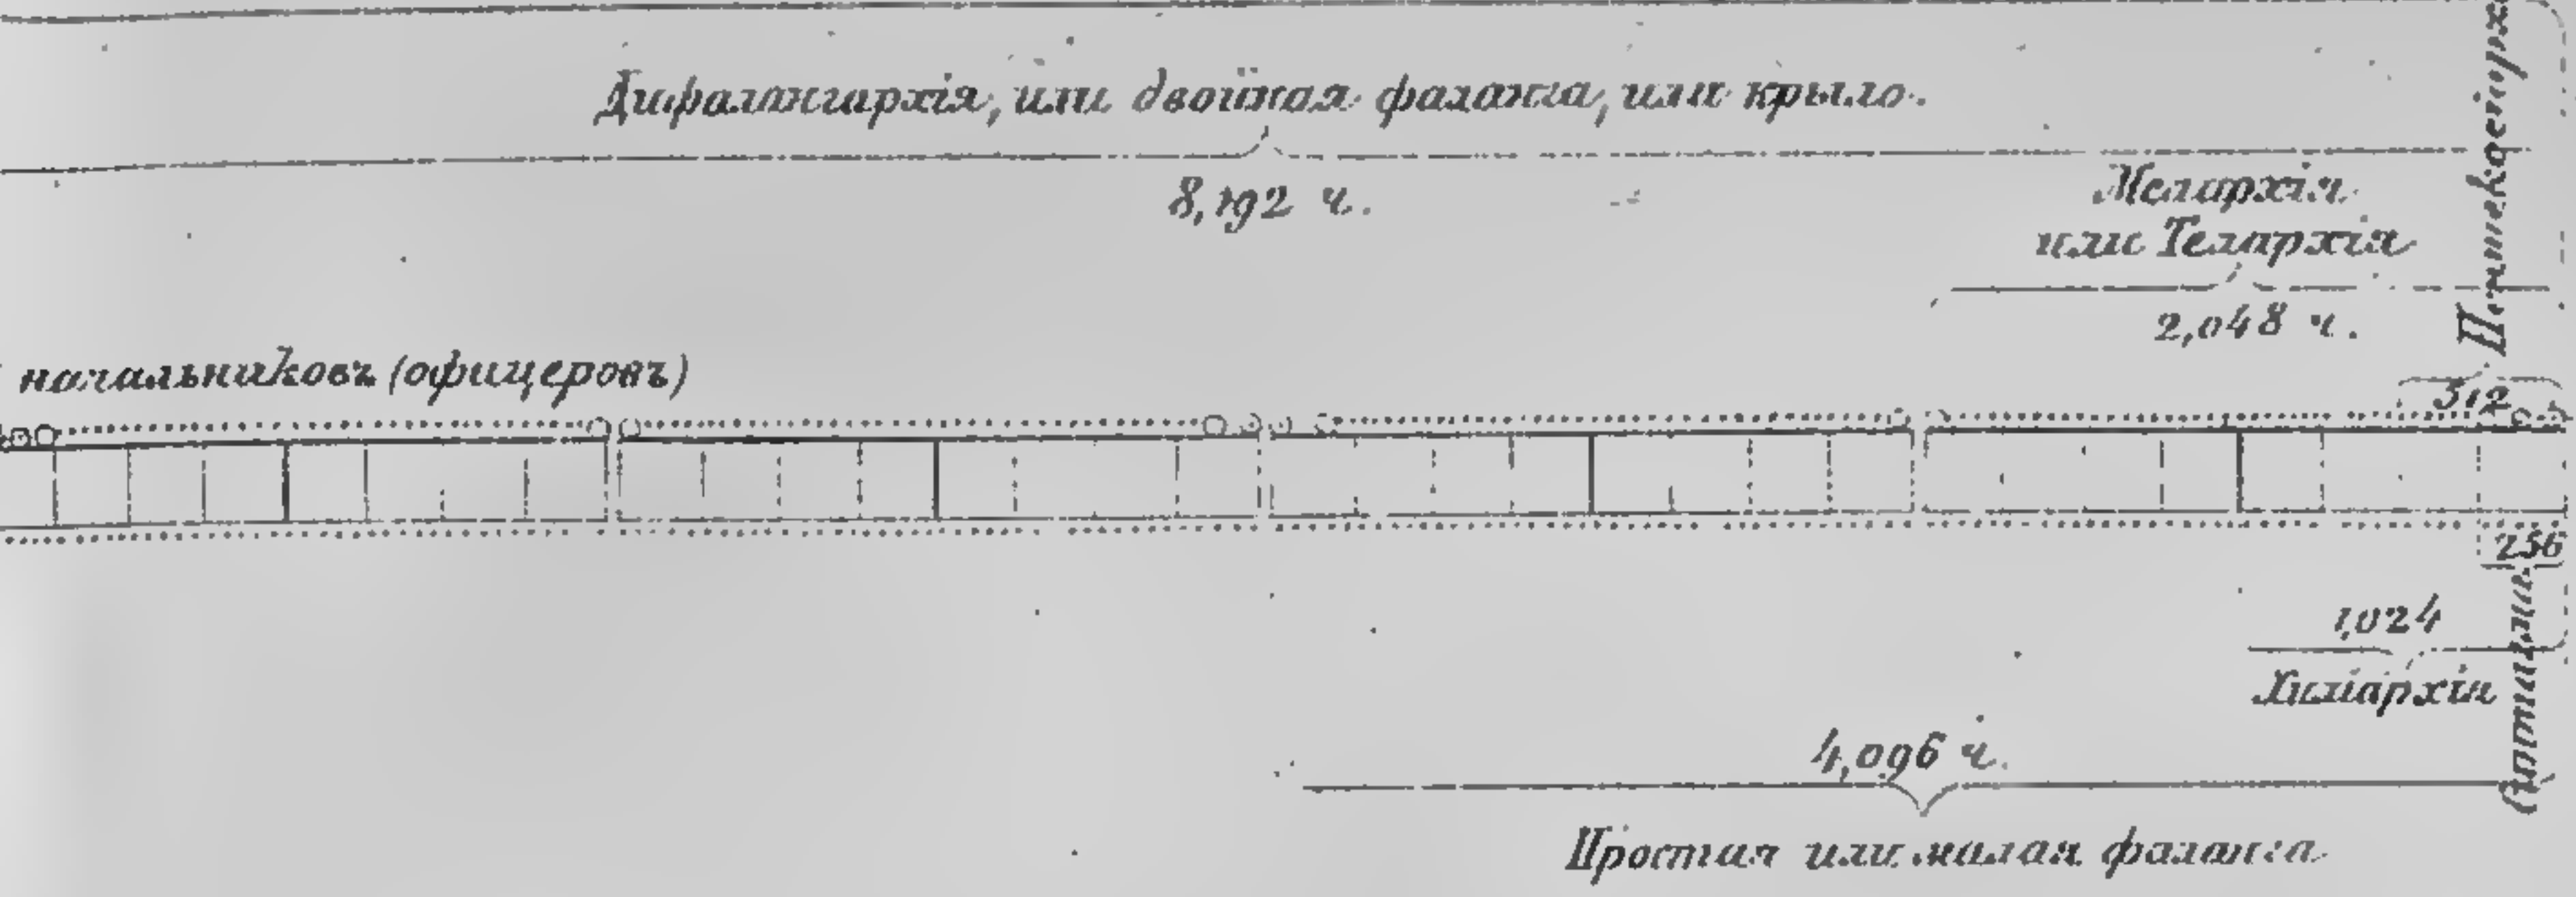 Дифалангархія, или двойная фаланга, или крыло.
8,192 ч.
Мелархія
или Телархія
2,048 ч.
начальниковъ (офицеровъ)
512
256
1,024
Хиліархія
4,096 ч.
Простая или малая фаланга